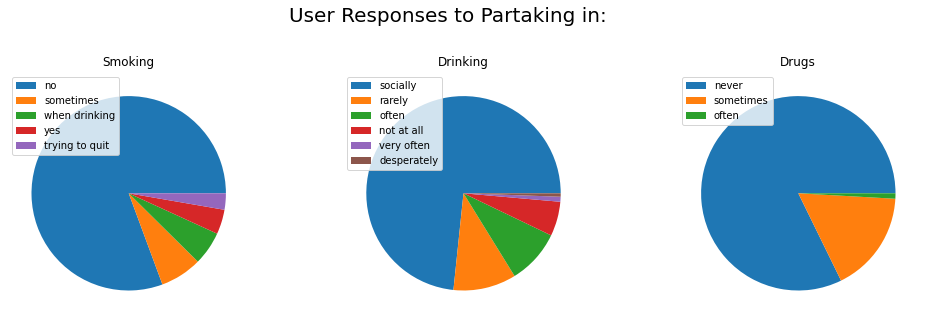 User Responses to Partaking in:
Smoking
no
sometimes
when drinking
yes
trying to quit
Drinking
socially
rarely
often
not at all
very often
desperately
Drugs
never
sometimes
often